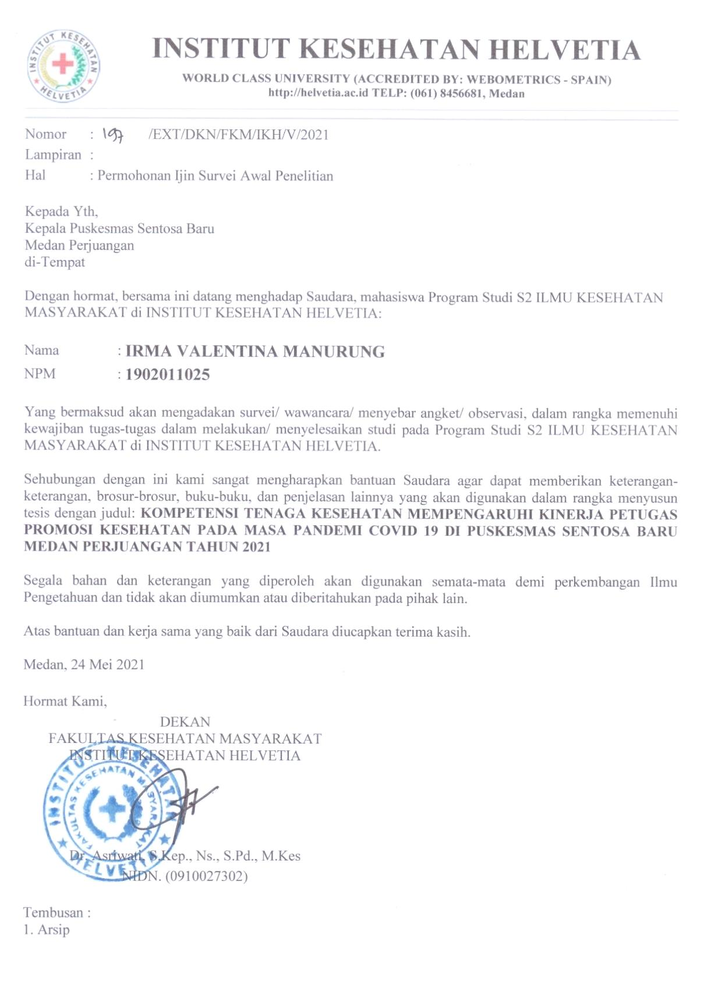 INSTITUT KESEHATAN HELVETIA
INSTITUT KESEHATAN HELVETIA
WORLD CLASS UNIVERSITY (ACCREDITED BY: WEBOMETRICS - SPAIN)
http://helvetia.ac.id TELP: (061) 8456681, Medan
Nomor : 197 /EXT/DKN/FKM/IKH/V/2021
Lampiran :
Hal : Permohonan Ijin Survei Awal Penelitian
Kepada Yth,
Kepala Puskesmas Sentosa Baru
Medan Perjuangan
di-Tempat
Dengan hormat, bersama ini datang menghadap Saudara, mahasiswa Program Studi S2 ILMU KESEHATAN
MASYARAKAT di INSTITUT KESEHATAN HELVETIA:
Nama : IRMA VALENTINA MANURUNG
NPM : 1902011025
Yang bermaksud akan mengadakan survei/ wawancara/ menyebar angket/ observasi, dalam rangka memenuhi
kewajiban tugas-tugas dalam melakukan/ menyelesaikan studi pada Program Studi S2 ILMU KESEHATAN
MASYARAKAT di INSTITUT KESEHATAN HELVETIA.
Sehubungan dengan ini kami sangat mengharapkan bantuan Saudara agar dapat memberikan keterangan-
keterangan, brosur-brosur, buku-buku, dan penjelasan lainnya yang akan digunakan dalam rangka menyusun
tesis dengan judul: KOMPETENSI TENAGA KESEHATAN MEMPENGARUHI KINERJA PETUGAS
PROMOSI KESEHATAN PADA MASA PANDEMI COVID 19 DI PUSKESMAS SENTOSA BARU
MEDAN PERJUANGAN TAHUN 2021
Segala bahan dan keterangan yang diperoleh akan digunakan semata-mata demi perkembangan Ilmu
Pengetahuan dan tidak akan diumumkan atau diberitahukan pada pihak lain.
Atas bantuan dan kerja sama yang baik dari Saudara diucapkan terima kasih.
Medan, 24 Mei 2021
Hormat Kami,
DEKAN
FAKULTAS KESEHATAN MASYARAKAT
INSTITUT KESEHATAN HELVETIA
INSTITUT KESEHATAN HELVETIA
FAKULTAS KESEHATAN MASYARAKAT
Dr. Asriwati, S.Kep., Ns., S.Pd., M.Kes
NIDN. (0910027302)
Tembusan :
1. Arsip